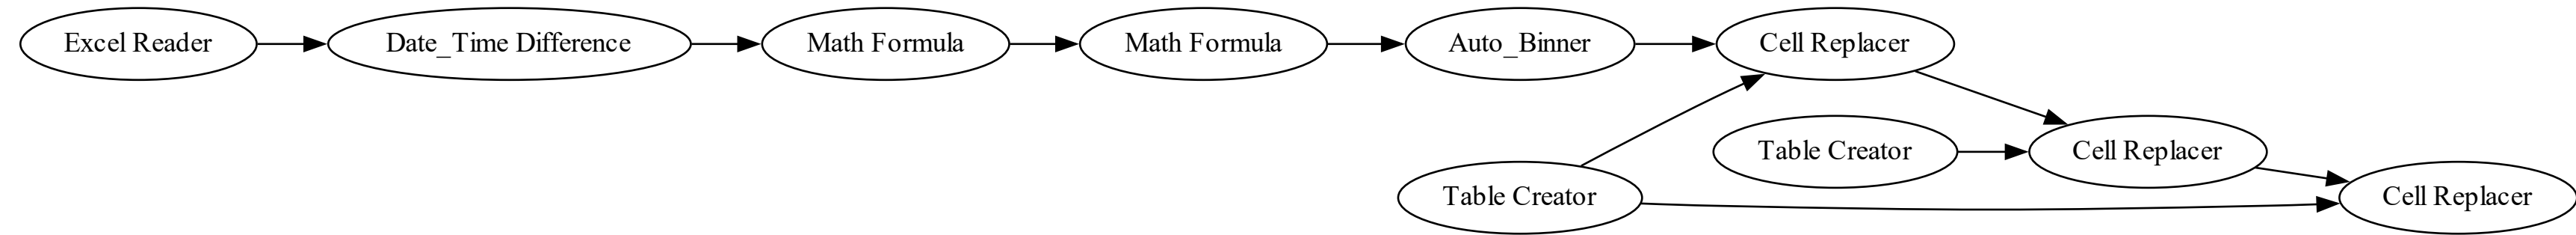 Excel Reader
Date_Time Difference
Math Formula
Math Formula
Auto_Binner
Cell Replacer
Table Creator
Cell Replacer
Table Creator
Cell Replacer